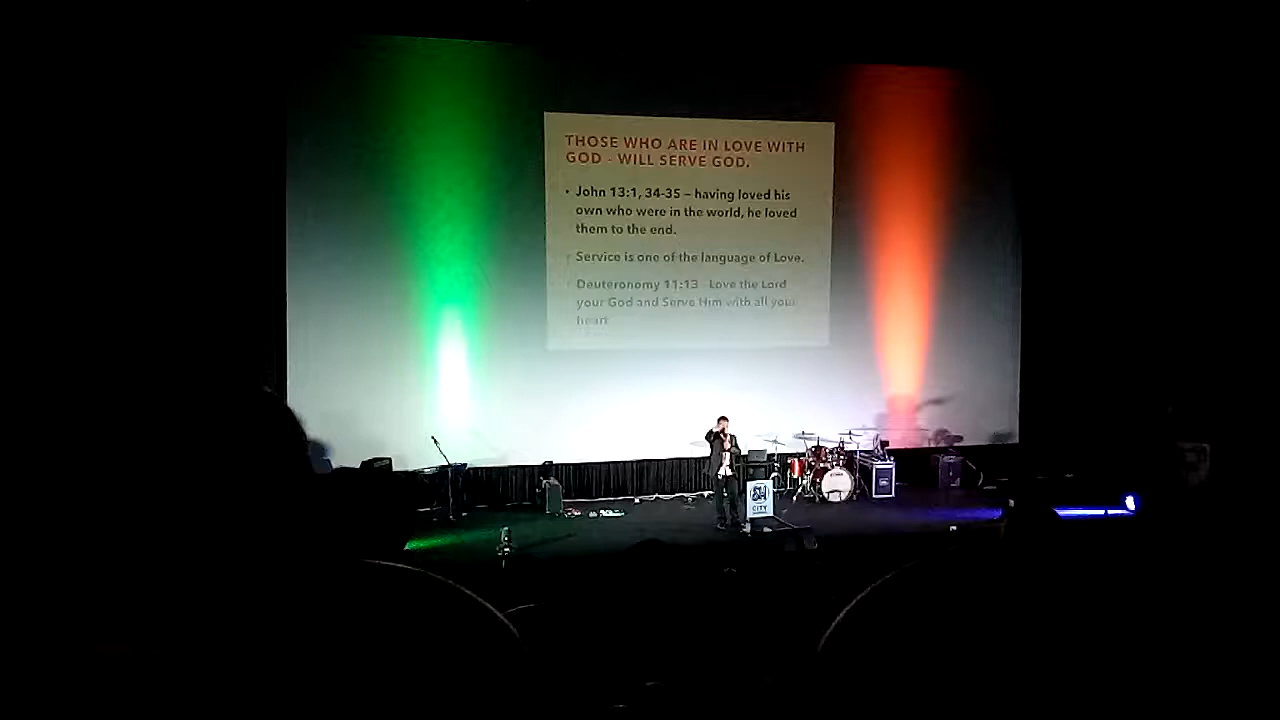 THOSE WHO ARE IN LOVE WITH
GOD - WILL SERVE GOD.
• John 13:1, 34-35 – having loved his
own who were in the world, he loved
them to the end.
• Service is one of the language of Love.
• Deuteronomy 11:13 - Love the Lord
your God and Serve Him with all your
heart
SM
CITY